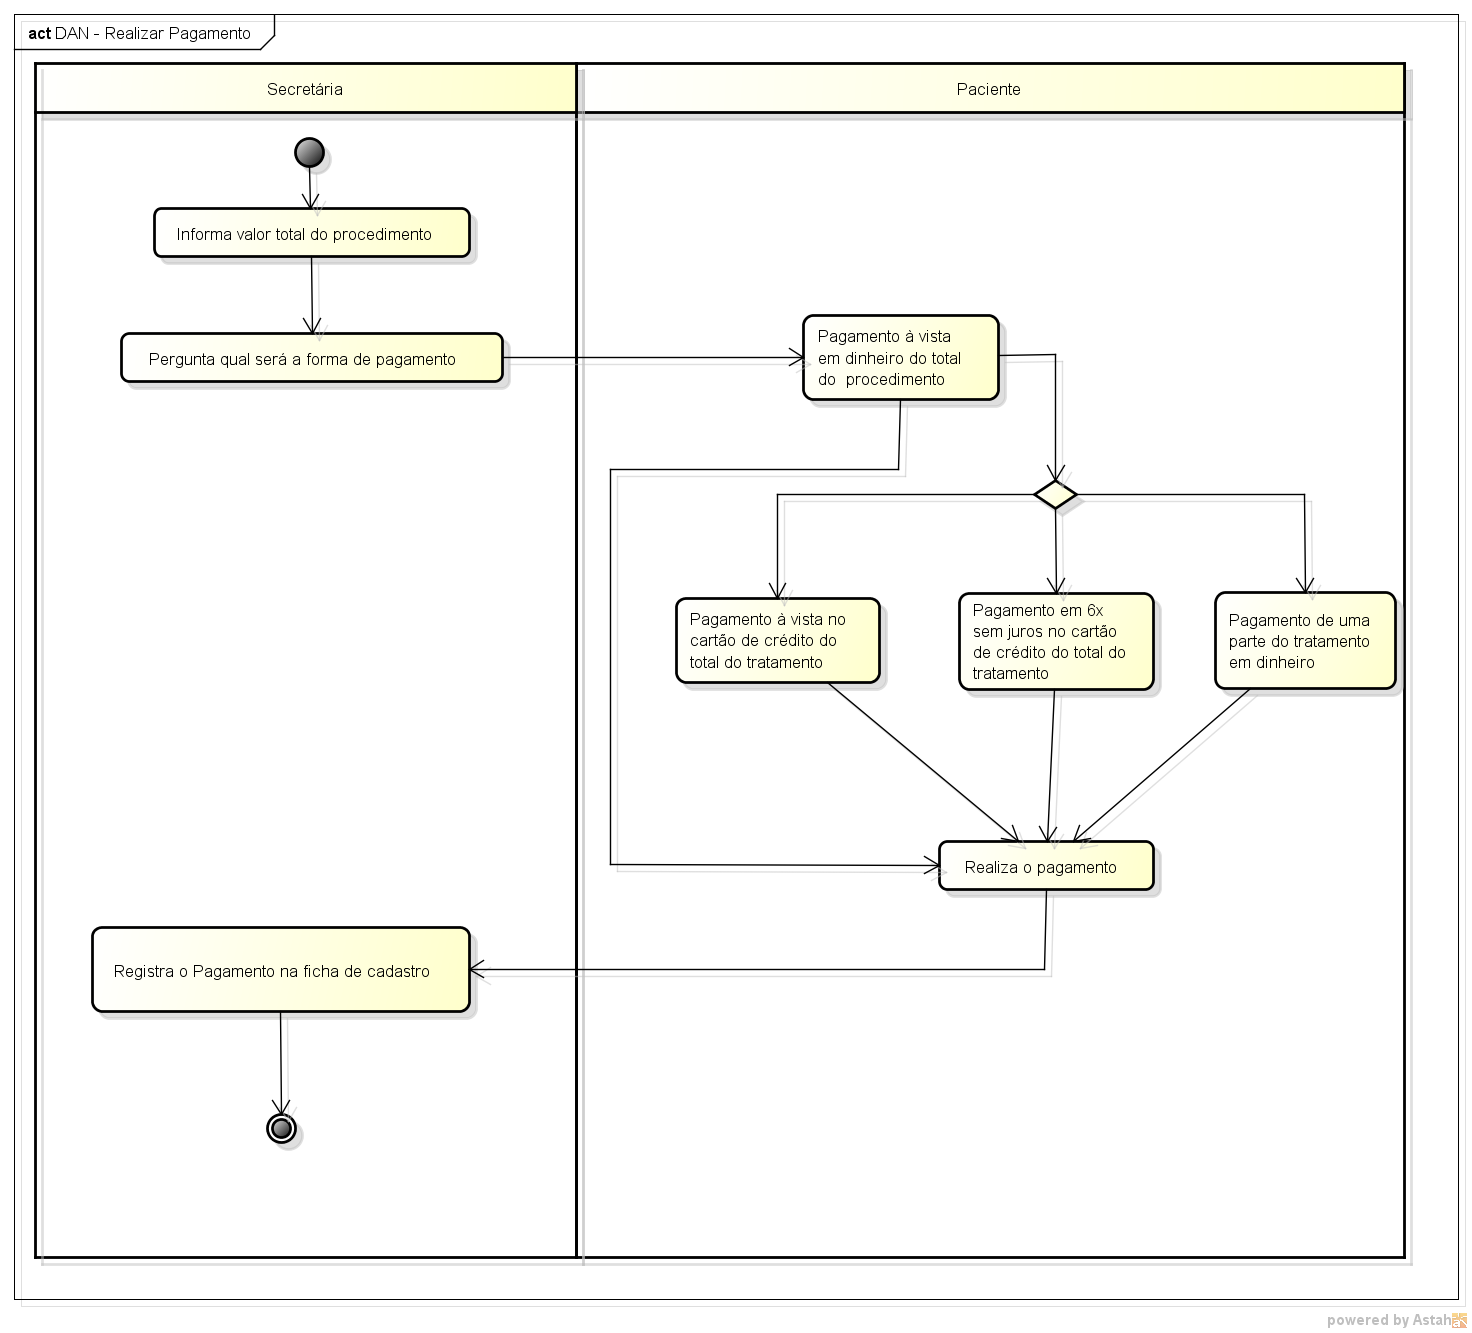 act DAN - Realizar Pagamento
Secretária
Paciente
Informa valor total do procedimento
Pergunta qual será a forma de pagamento
Pagamento à vista
em dinheiro do total
do  procedimento
Pagamento à vista no
cartão de crédito do
total do tratamento
Pagamento em 6x
sem juros no cartão
de crédito do total do
tratamento
Pagamento de uma
parte do tratamento
em dinheiro
Realiza o pagamento
Registra o Pagamento na ficha de cadastro
powered by Astah